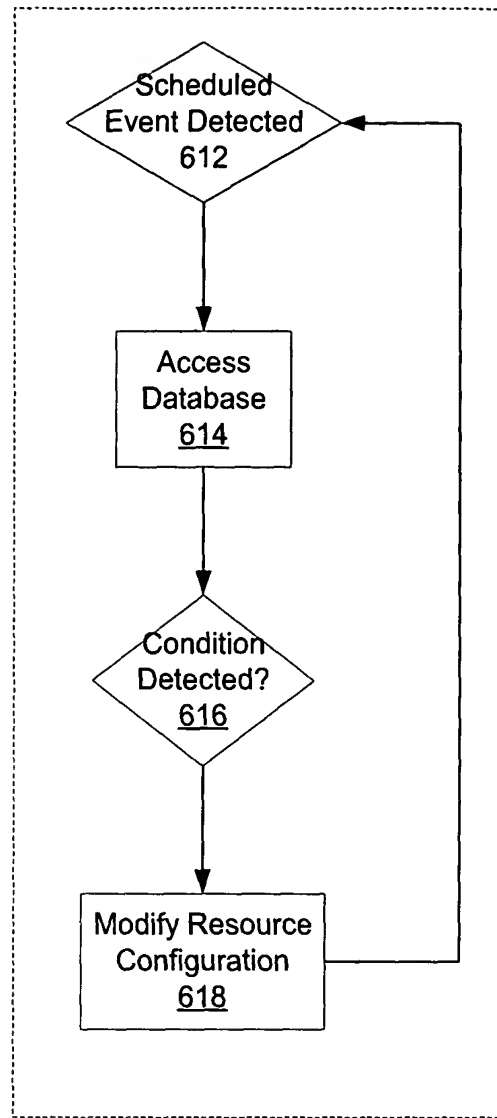 Scheduled
Event Detected
612
Access
Database
614
Condition
Detected?
616
Modify Resource
Configuration
618